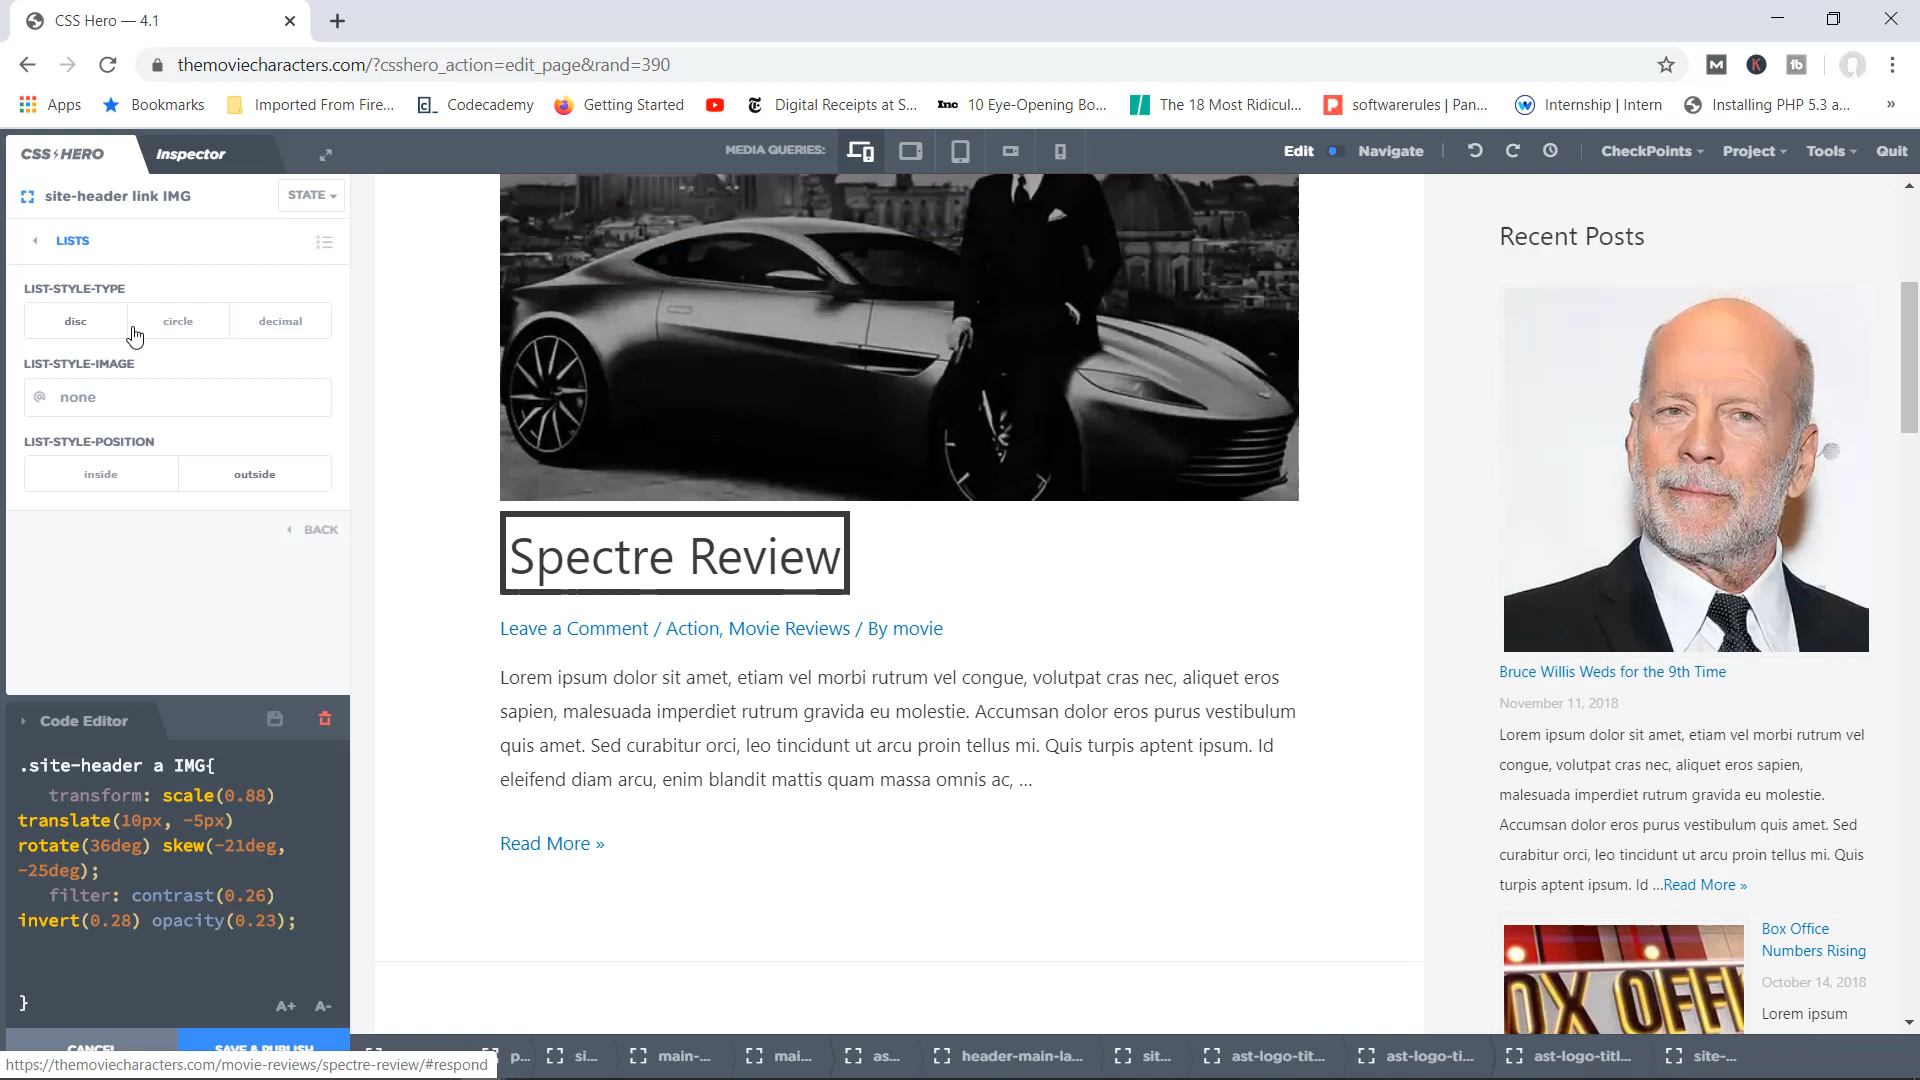 CSS Hero — 4.1
themoviecharacters.com/?csshero_action=edit_page&rand=390
Apps
Bookmarks
Imported From Fire...
Codecademy
Getting Started
Digital Receipts at S...
Inc 10 Eye-Opening Bo...
The 18 Most Ridicul...
softwarerules | Pan...
Internship | Intern
Installing PHP 5.3 a...
»
CSS HERO
Inspector
MEDIA QUERIES:
Edit
Navigate
CheckPoints
Project
Tools
Quit
site-header link IMG
STATE
LISTS
LIST-STYLE-TYPE
disc
circle
decimal
LIST-STYLE-IMAGE
@ none
LIST-STYLE-POSITION
inside
outside
BACK
Code Editor
.site-header a IMG{
transform: scale(0.88)
translate(10px, -5px)
rotate(36deg) skew(-21deg,
-25deg);
filter: contrast(0.26)
invert(0.28) opacity(0.23);
}
A+ A-
CANCEL
SAVE & PUBLISH
https://themoviecharacters.com/movie-reviews/spectre-review/#respond
Spectre Review
Leave a Comment / Action, Movie Reviews / By movie
Lorem ipsum dolor sit amet, etiam vel morbi rutrum vel congue, volutpat cras nec, aliquet eros
sapien, malesuada imperdiet rutrum gravida eu molestie. Accumsan dolor eros purus vestibulum
quis amet. Sed curabitur orci, leo tincidunt ut arcu proin tellus mi. Quis turpis aptent ipsum. Id
eleifend diam arcu, enim blandit mattis quam massa omnis ac, ...
Read More »
Recent Posts
Bruce Willis Weds for the 9th Time
November 11, 2018
Lorem ipsum dolor sit amet, etiam vel morbi rutrum vel
congue, volutpat cras nec, aliquet eros sapien,
malesuada imperdiet rutrum gravida eu molestie.
Accumsan dolor eros purus vestibulum quis amet. Sed
curabitur orci, leo tincidunt ut arcu proin tellus mi. Quis
turpis aptent ipsum. Id ...Read More »
OX OFFI
Box Office
Numbers Rising
October 14, 2018
Lorem ipsum
p...
si...
main-...
mai...
as...
header-main-la...
sit...
ast-logo-tit...
ast-logo-ti...
ast-logo-titl...
site-...